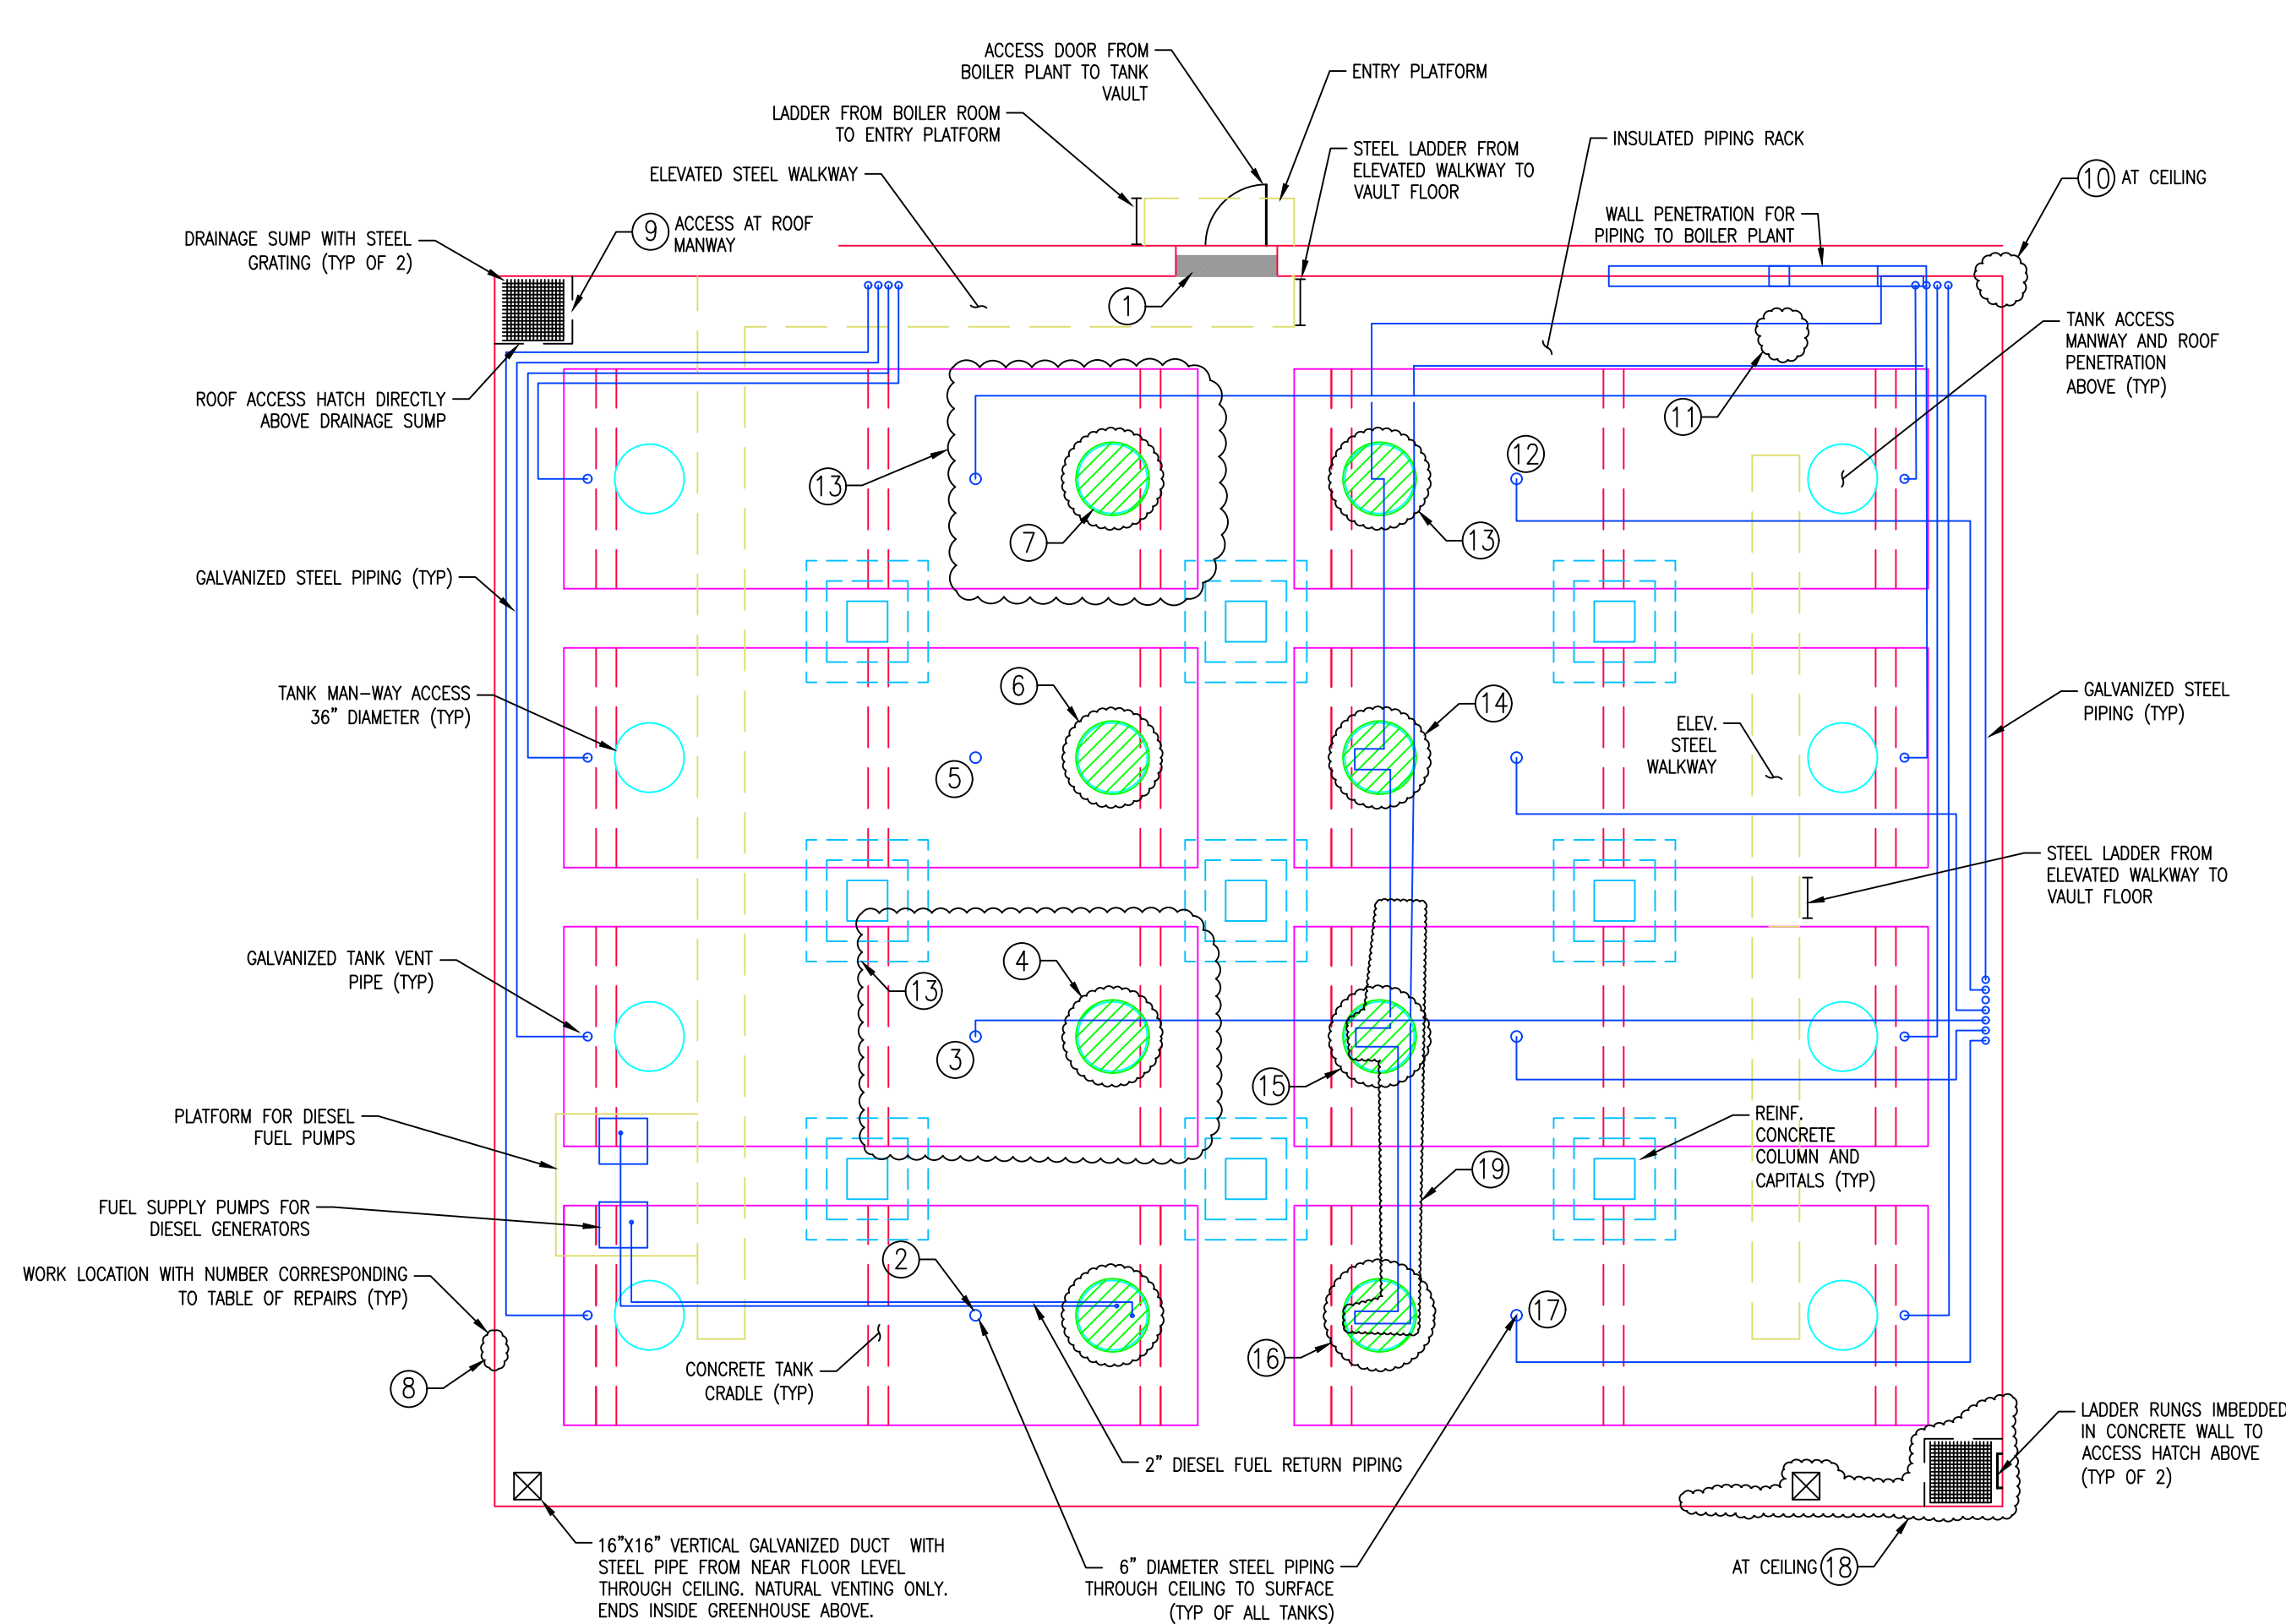 ACCESS DOOR FROM
BOILER PLANT TO TANK
VAULT
ENTRY PLATFORM
LADDER FROM BOILER ROOM
TO ENTRY PLATFORM
STEEL LADDER FROM
ELEVATED WALKWAY TO
VAULT FLOOR
INSULATED PIPING RACK
ELEVATED STEEL WALKWAY
10 AT CEILING
WALL PENETRATION FOR
PIPING TO BOILER PLANT
9 ACCESS AT ROOF
MANWAY
DRAINAGE SUMP WITH STEEL
GRATING (TYP OF 2)
1
TANK ACCESS
MANWAY AND ROOF
PENETRATION
ABOVE (TYP)
ROOF ACCESS HATCH DIRECTLY
ABOVE DRAINAGE SUMP
11
12
13
7
13
GALVANIZED STEEL PIPING (TYP)
6
14
TANK MAN-WAY ACCESS
36" DIAMETER (TYP)
GALVANIZED STEEL
PIPING (TYP)
ELEV.
STEEL
WALKWAY
5
STEEL LADDER FROM
ELEVATED WALKWAY TO
VAULT FLOOR
GALVANIZED TANK VENT
PIPE (TYP)
4
13
3
15
PLATFORM FOR DIESEL
FUEL PUMPS
REINF.
CONCRETE
COLUMN AND
CAPITALS (TYP)
19
FUEL SUPPLY PUMPS FOR
DIESEL GENERATORS
2
WORK LOCATION WITH NUMBER CORRESPONDING
TO TABLE OF REPAIRS (TYP)
17
16
8
CONCRETE TANK
CRADLE (TYP)
LADDER RUNGS IMBEDDED
IN CONCRETE WALL TO
ACCESS HATCH ABOVE
(TYP OF 2)
2" DIESEL FUEL RETURN PIPING
16"X16" VERTICAL GALVANIZED DUCT WITH
STEEL PIPE FROM NEAR FLOOR LEVEL
THROUGH CEILING. NATURAL VENTING ONLY.
ENDS INSIDE GREENHOUSE ABOVE.
6" DIAMETER STEEL PIPING
THROUGH CEILING TO SURFACE
(TYP OF ALL TANKS)
AT CEILING 18